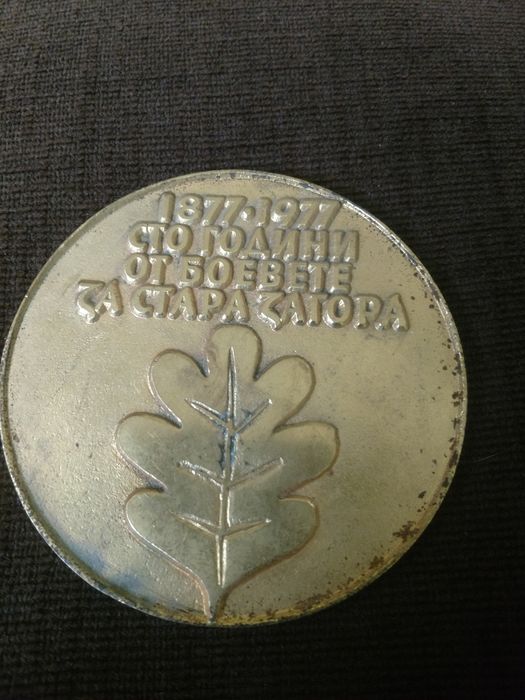 1877·1977
СТО ГОДИНИ
ОТ БОЕВЕТЕ
ЗА СТАРА ЗАГОРА